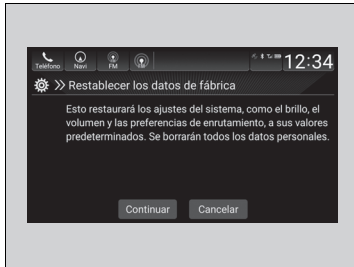 Teléfono Navi FM
12:34
Restablecer los datos de fábrica
Esto restaurará los ajustes del sistema, como el brillo, el
volumen y las preferencias de enrutamiento, a sus valores
predeterminados. Se borrarán todos los datos personales.
Continuar Cancelar